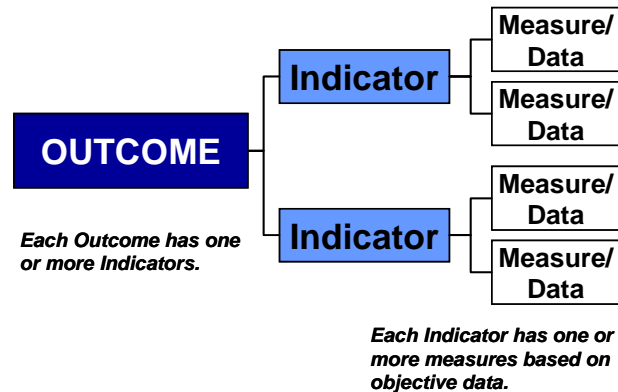 Measure/
Data
Indicator
Measure/
Data
OUTCOME
Measure/
Data
Indicator
Measure/
Data
Each Outcome has one
or more Indicators.
Each Indicator has one or
more measures based on
objective data.